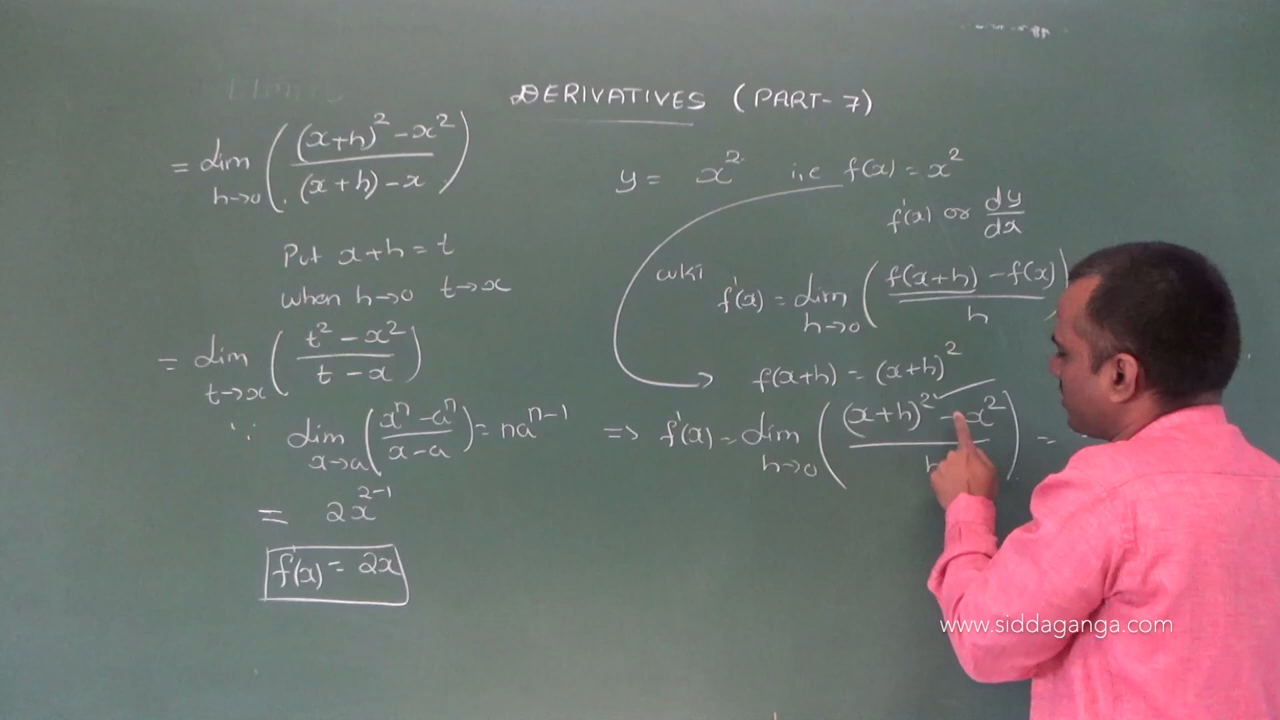 DERIVATIVES (PART-7)
= lim h→0 ( (x+h)² - x² / (x+h) - x )
Put x+h = t
when h→0 t→x
= lim t→x ( t² - x² / t - x )
∵ lim x→a ( xⁿ - aⁿ / x - a ) = naⁿ⁻¹
= 2x²⁻¹
f'(x) = 2x
y = x² i,e f(x) = x²
f'(x) or dy/dx
wki f'(x) = lim h→0 ( f(x+h) - f(x) / h )
f(x+h) = (x+h)²
=> f'(x) = lim h→0 ( (x+h)² - x² / h ) =
www.siddaganga.com